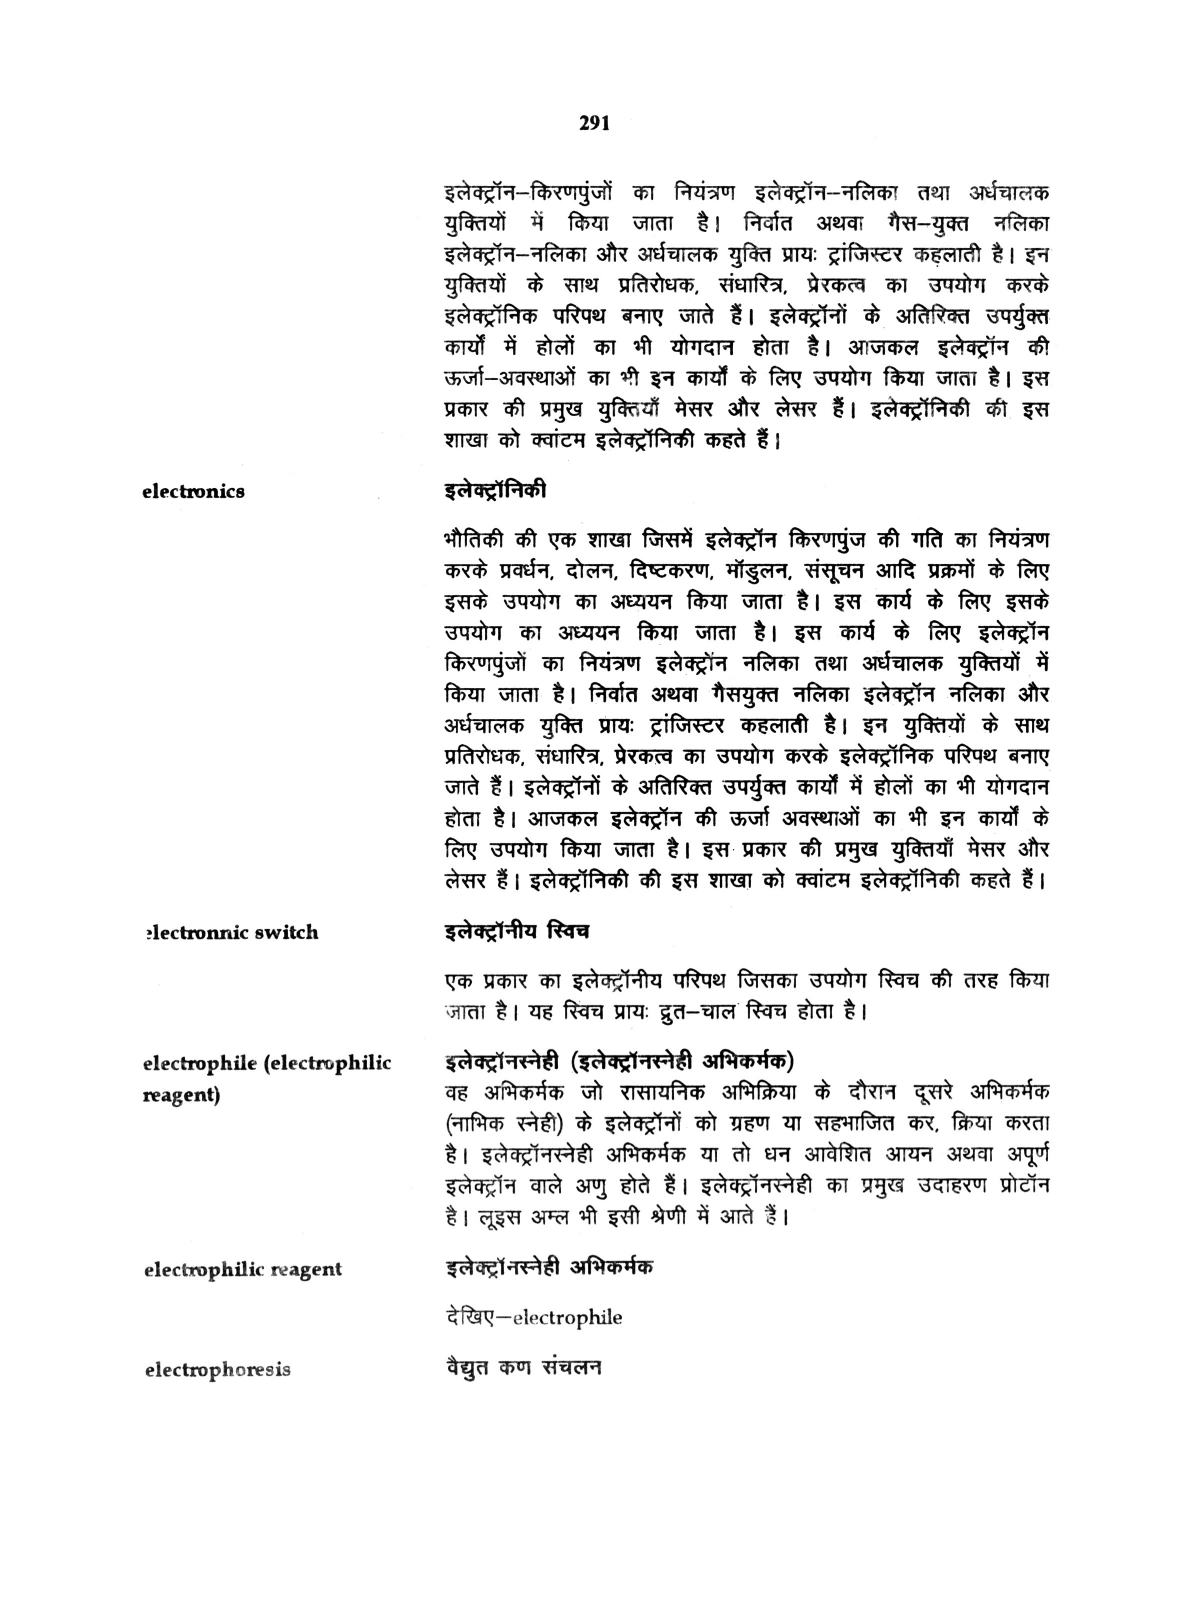 291
इलेक्ट्रॉन–किरणपुंजों का नियंत्रण इलेक्ट्रॉन–नलिका तथा अर्धचालक
युक्तियों में किया जाता है। निर्वात अथवा गैस–युक्त नलिका
इलेक्ट्रॉन–नलिका और अर्धचालक युक्ति प्रायः ट्रांजिस्टर कहलाती है। इन
युक्तियों के साथ प्रतिरोधक, संधारित्र, प्रेरकत्व का उपयोग करके
इलेक्ट्रॉनिक परिपथ बनाए जाते हैं। इलेक्ट्रॉनों के अतिरिक्त उपर्युक्त
कार्यों में होलों का भी योगदान होता है। आजकल इलेक्ट्रॉन की
ऊर्जा–अवस्थाओं का भी इन कार्यों के लिए उपयोग किया जाता है। इस
प्रकार की प्रमुख युक्तियाँ मेसर और लेसर हैं। इलेक्ट्रॉनिकी की इस
शाखा को क्वांटम इलेक्ट्रॉनिकी कहते हैं।
electronics इलेक्ट्रॉनिकी
भौतिकी की एक शाखा जिसमें इलेक्ट्रॉन किरणपुंज की गति का नियंत्रण
करके प्रवर्धन, दोलन, दिष्टकरण, मॉडुलन, संसूचन आदि प्रक्रमों के लिए
इसके उपयोग का अध्ययन किया जाता है। इस कार्य के लिए इसके
उपयोग का अध्ययन किया जाता है। इस कार्य के लिए इलेक्ट्रॉन
किरणपुंजों का नियंत्रण इलेक्ट्रॉन नलिका तथा अर्धचालक युक्तियों में
किया जाता है। निर्वात अथवा गैसयुक्त नलिका इलेक्ट्रॉन नलिका और
अर्धचालक युक्ति प्रायः ट्रांजिस्टर कहलाती है। इन युक्तियों के साथ
प्रतिरोधक, संधारित्र, प्रेरकत्व का उपयोग करके इलेक्ट्रॉनिक परिपथ बनाए
जाते हैं। इलेक्ट्रॉनों के अतिरिक्त उपर्युक्त कार्यों में होलों का भी योगदान
होता है। आजकल इलेक्ट्रॉन की ऊर्जा अवस्थाओं का भी इन कार्यों के
लिए उपयोग किया जाता है। इस प्रकार की प्रमुख युक्तियाँ मेसर और
लेसर हैं। इलेक्ट्रॉनिकी की इस शाखा को क्वांटम इलेक्ट्रॉनिकी कहते हैं।
electronnic switch इलेक्ट्रॉनीय स्विच
एक प्रकार का इलेक्ट्रॉनीय परिपथ जिसका उपयोग स्विच की तरह किया
जाता है। यह स्विच प्रायः द्रुत–चाल स्विच होता है।
electrophile (electrophilic इलेक्ट्रॉनस्नेही (इलेक्ट्रॉनस्नेही अभिकर्मक)
reagent) वह अभिकर्मक जो रासायनिक अभिक्रिया के दौरान दूसरे अभिकर्मक
(नाभिक स्नेही) के इलेक्ट्रॉनों को ग्रहण या सहभाजित कर, क्रिया करता
है। इलेक्ट्रॉनस्नेही अभिकर्मक या तो धन आवेशित आयन अथवा अपूर्ण
इलेक्ट्रॉन वाले अणु होते हैं। इलेक्ट्रॉनस्नेही का प्रमुख उदाहरण प्रोटॉन
है। लूइस अम्ल भी इसी श्रेणी में आते हैं।
electrophilic reagent इलेक्ट्रॉनस्नेही अभिकर्मक
देखिए—electrophile
electrophoresis वैद्युत कण संचलन